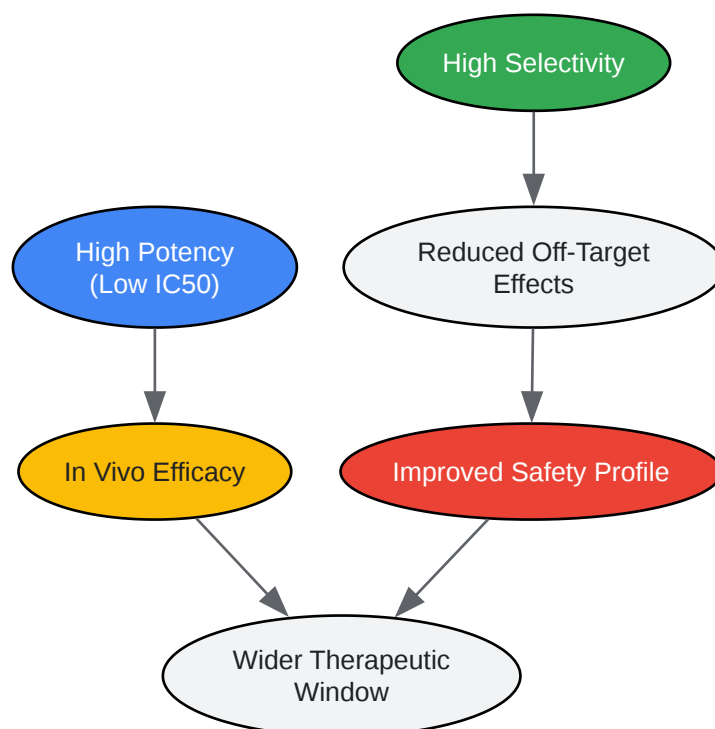 High Selectivity
High Potency
(Low IC50)
Reduced Off-Target
Effects
In Vivo Efficacy
Improved Safety Profile
Wider Therapeutic
Window